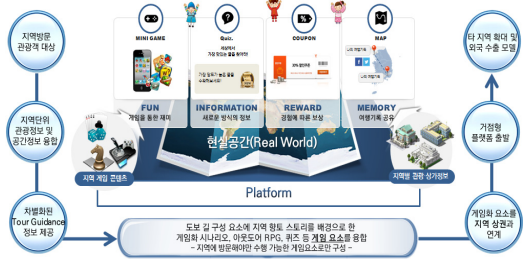 지역방문
관광객 대상
지역단위
관광정보 및
공간정보 융합
차별화된
Tour Guidance
정보 제공
MINI GAME
FUN
게임을 통한 재미
Quiz.
INFORMATION
새로운 방식의 정보
COUPON
REWARD
경험에 따른 보상
MAP
나의 여행기록
MEMORY
여행기록 공유
현실공간(Real World)
지역 게임 콘텐츠
지역별 관광 상가정보
Platform
도보 길 구성 요소에 지역 향토 스토리를 배경으로 한
게임화 시나리오, 아웃도어 RPG, 퀴즈 등 게임 요소를 융합
- 지역에 방문해야만 수행 가능한 게임요소로만 구성 -
타 지역 확대 및
외국 수출 모델
거점형
플랫폼 출발
게임화 요소를
지역 상권과
연계